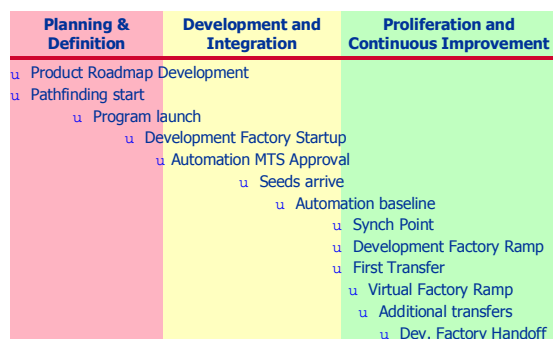 Planning & Definition
Development and Integration
Proliferation and Continuous Improvement
u Product Roadmap Development
u Pathfinding start
u Program launch
u Development Factory Startup
u Automation MTS Approval
u Seeds arrive
u Automation baseline
u Synch Point
u Development Factory Ramp
u First Transfer
u Virtual Factory Ramp
u Additional transfers
u Dev. Factory Handoff